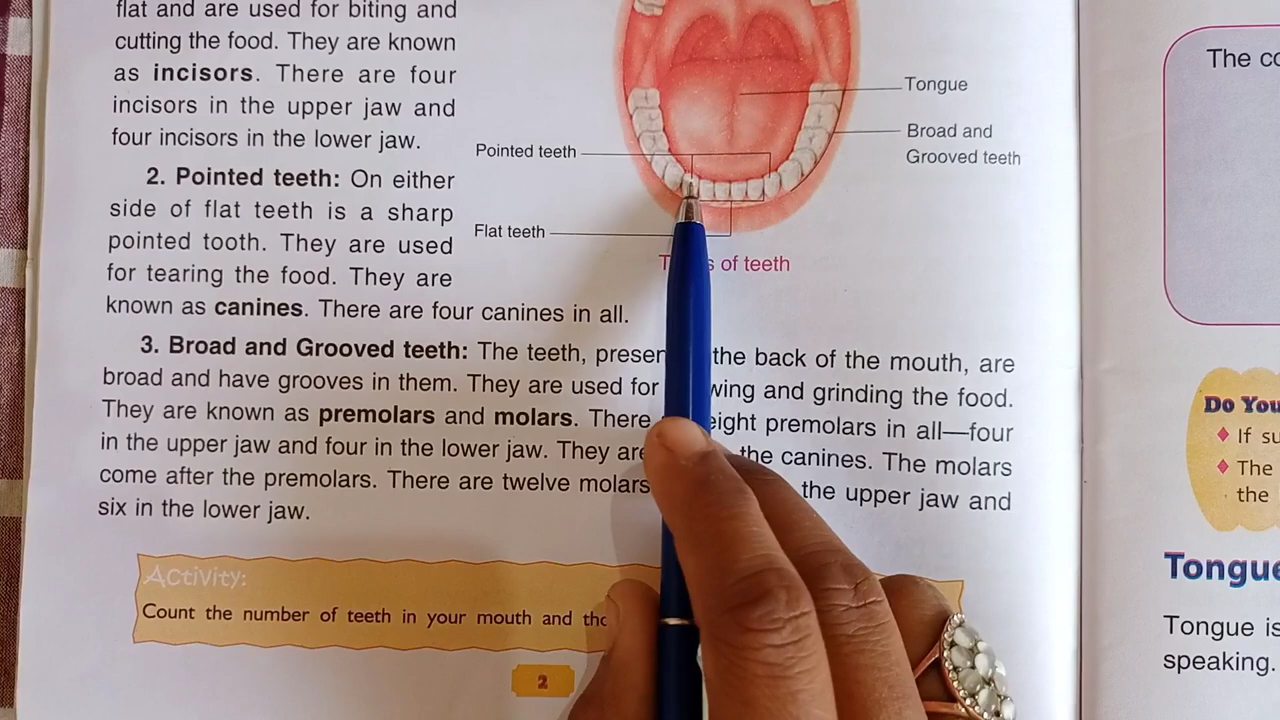 flat and are used for biting and
cutting the food. They are known
as incisors. There are four
incisors in the upper jaw and
four incisors in the lower jaw.
2. Pointed teeth: On either
side of flat teeth is a sharp
pointed tooth. They are used
for tearing the food. They are
known as canines. There are four canines in all.
Tongue
Broad and
Grooved teeth
Pointed teeth
Flat teeth
of teeth
3. Broad and Grooved teeth: The teeth, the back of the mouth, are
broad and have grooves in them. They are used for and grinding the food.
They are known as premolars and molars. There eight premolars in all—four
in the upper jaw and four in the lower jaw. They the canines. The molars
come after the premolars. There are twelve molars the upper jaw and
six in the lower jaw.
Activity:
Count the number of teeth in your mouth and
2
The
Do You
If
The
the
Tongue
Tongue is
speaking.